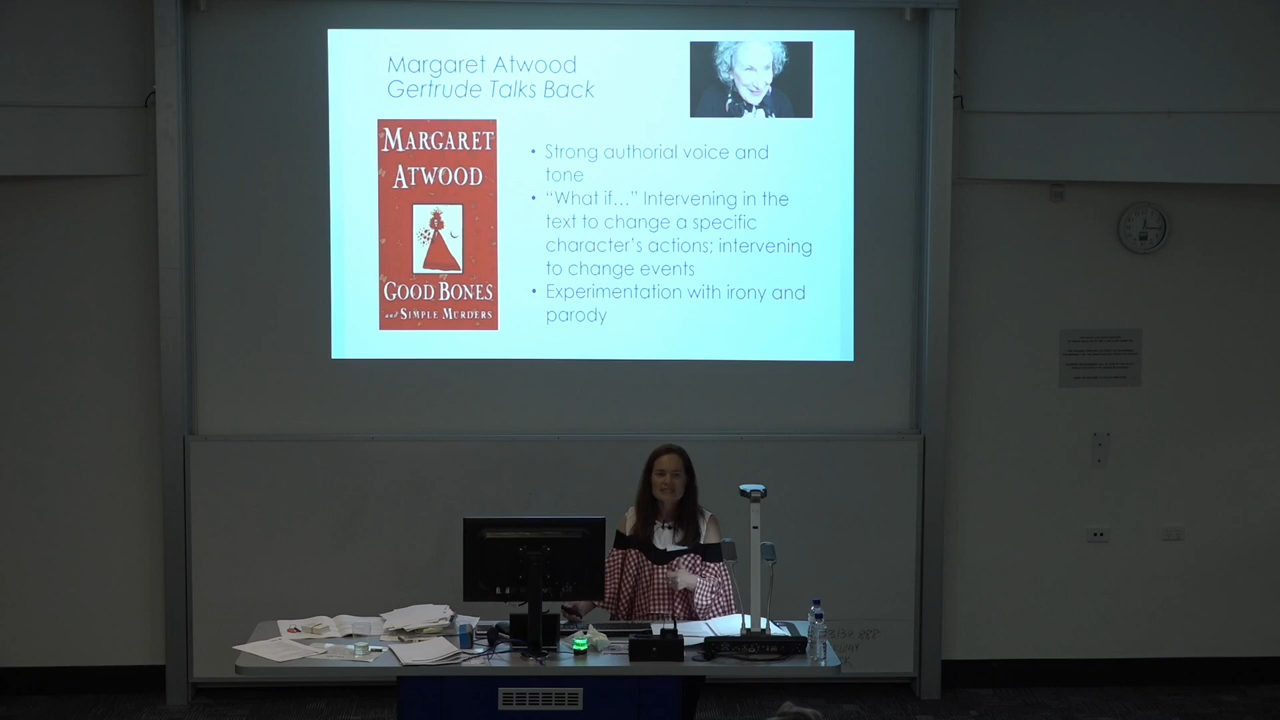 Margaret Atwood
Gertrude Talks Back
MARGARET
ATWOOD
GOOD BONES
and SIMPLE MURDERS
• Strong authorial voice and
tone
• “What if…” Intervening in the
text to change a specific
character’s actions; intervening
to change events
• Experimentation with irony and
parody